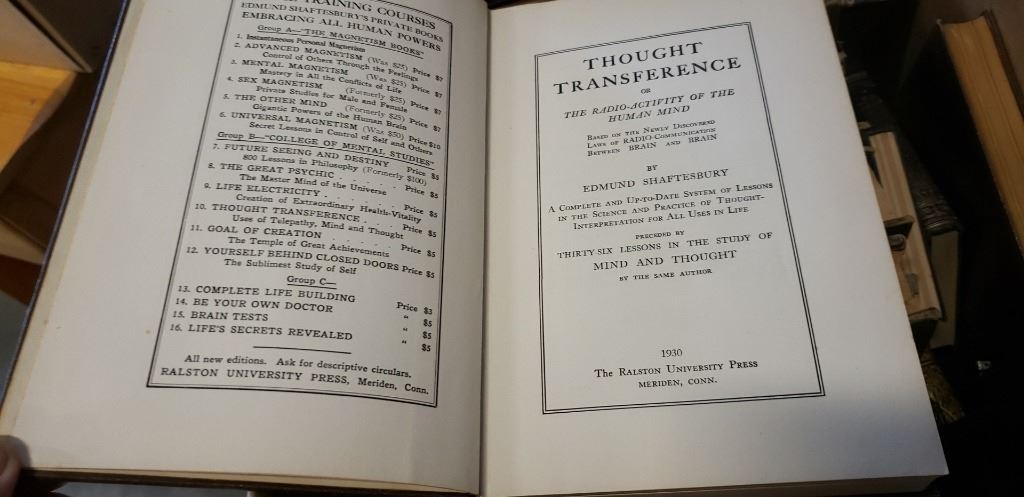 TRAINING COURSES
EDMUND SHAFTESBURY'S PRIVATE BOOKS
EMBRACING ALL HUMAN POWERS
Group A—"THE MAGNETISM BOOKS"
1. Instantaneous Personal Magnetism
2. ADVANCED MAGNETISM (Was $25) Price $7
Control of Others Through the Feelings
3. MENTAL MAGNETISM (Was $25) Price $7
Mastery in All the Conflicts of Life
4. SEX MAGNETISM (Formerly $25) Price $7
Private Studies for Male and Female
5. THE OTHER MIND (Formerly $25) Price $7
Gigantic Powers of the Human Brain
6. UNIVERSAL MAGNETISM (Was $50) Price $10
Secret Lessons in Control of Self and Others
Group B—"COLLEGE OF MENTAL STUDIES"
7. FUTURE SEEING AND DESTINY Price $5
800 Lessons in Philosophy (Formerly $100)
8. THE GREAT PSYCHIC . . . . . Price $5
The Master Mind of the Universe
9. LIFE ELECTRICITY . . . . . Price $5
Creation of Extraordinary Health-Vitality
10. THOUGHT TRANSFERENCE . . . . Price $5
Uses of Telepathy, Mind and Thought
11. GOAL OF CREATION . . . . . Price $5
The Temple of Great Achievements
12. YOURSELF BEHIND CLOSED DOORS Price $5
The Sublimest Study of Self
Group C—
13. COMPLETE LIFE BUILDING Price $3
14. BE YOUR OWN DOCTOR " $5
15. BRAIN TESTS " $5
16. LIFE'S SECRETS REVEALED " $5
All new editions. Ask for descriptive circulars.
RALSTON UNIVERSITY PRESS, Meriden, Conn.
THOUGHT
TRANSFERENCE
OR
THE RADIO-ACTIVITY OF THE
HUMAN MIND
BASED ON THE NEWLY DISCOVERED
LAWS OF RADIO-COMMUNICATION
BETWEEN BRAIN AND BRAIN
BY
EDMUND SHAFTESBURY
A COMPLETE AND UP-TO-DATE SYSTEM OF LESSONS
IN THE SCIENCE AND PRACTICE OF THOUGHT-
INTERPRETATION FOR ALL USES IN LIFE
PRECEDED BY
THIRTY SIX LESSONS IN THE STUDY OF
MIND AND THOUGHT
BY THE SAME AUTHOR
1930
THE RALSTON UNIVERSITY PRESS
MERIDEN, CONN.